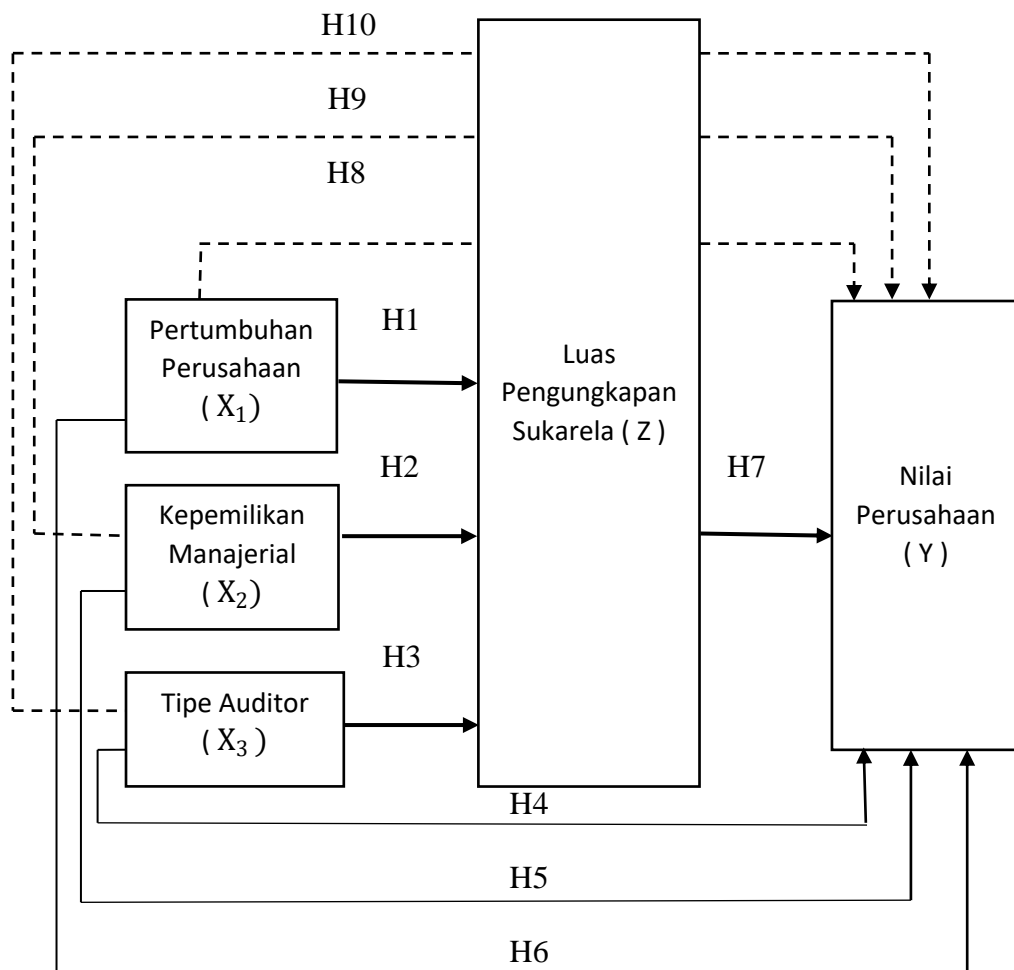 H10
H9
H8
Pertumbuhan
Perusahaan
( X₁)
H1
Kepemilikan
Manajerial
( X₂)
H2
Tipe Auditor
( X₃ )
H3
Luas
Pengungkapan
Sukarela ( Z )
H7
Nilai
Perusahaan
( Y )
H4
H5
H6